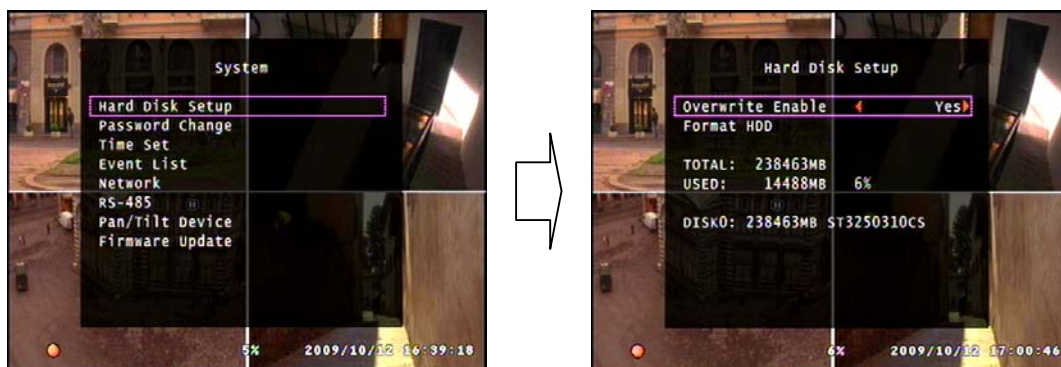 System
Hard Disk Setup
Password Change
Time Set
Event List
Network
RS-485
Pan/Tilt Device
Firmware Update
5% 2009/10/12 16:39:18
Hard Disk Setup
Overwrite Enable Yes
Format HDD
TOTAL: 238463MB
USED: 14488MB 6%
DISK0: 238463MB ST3250310CS
6% 2009/10/12 17:00:46